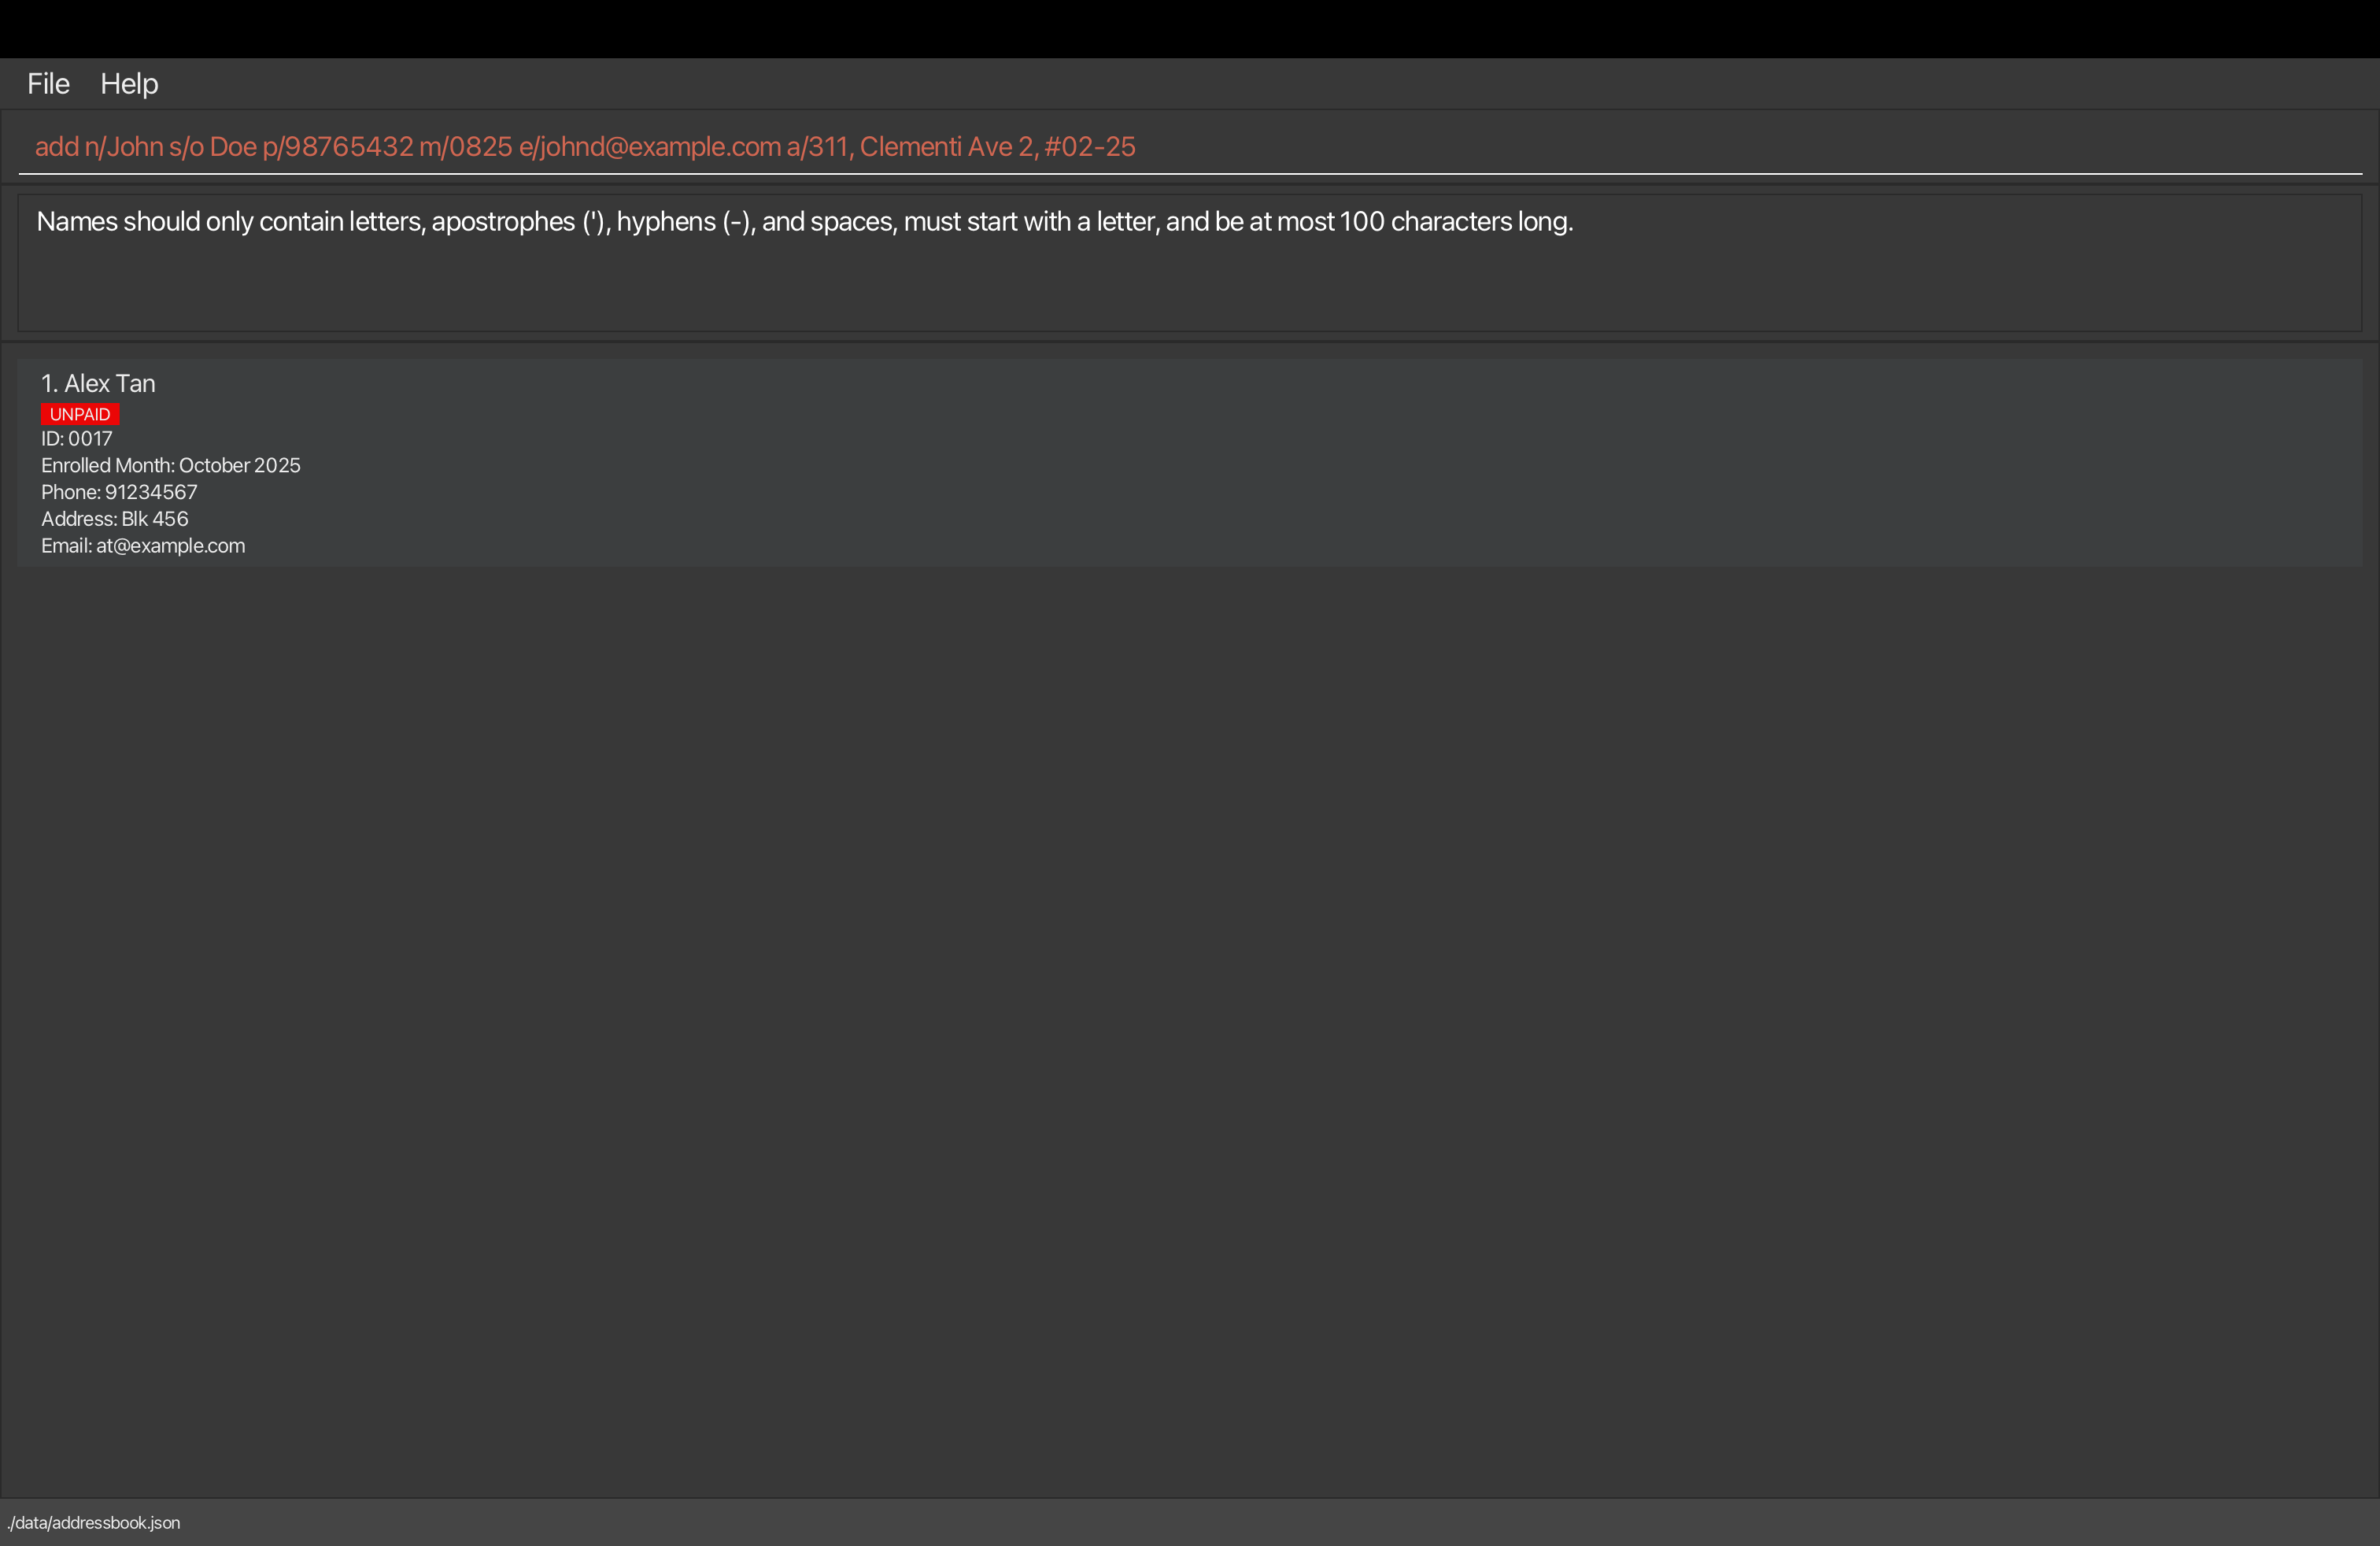 File Help
add n/John s/o Doe p/98765432 m/0825 e/johnd@example.com a/311, Clementi Ave 2, #02-25
Names should only contain letters, apostrophes ('), hyphens (-), and spaces, must start with a letter, and be at most 100 characters long.
1. Alex Tan
UNPAID
ID: 0017
Enrolled Month: October 2025
Phone: 91234567
Address: Blk 456
Email: at@example.com
./data/addressbook.json